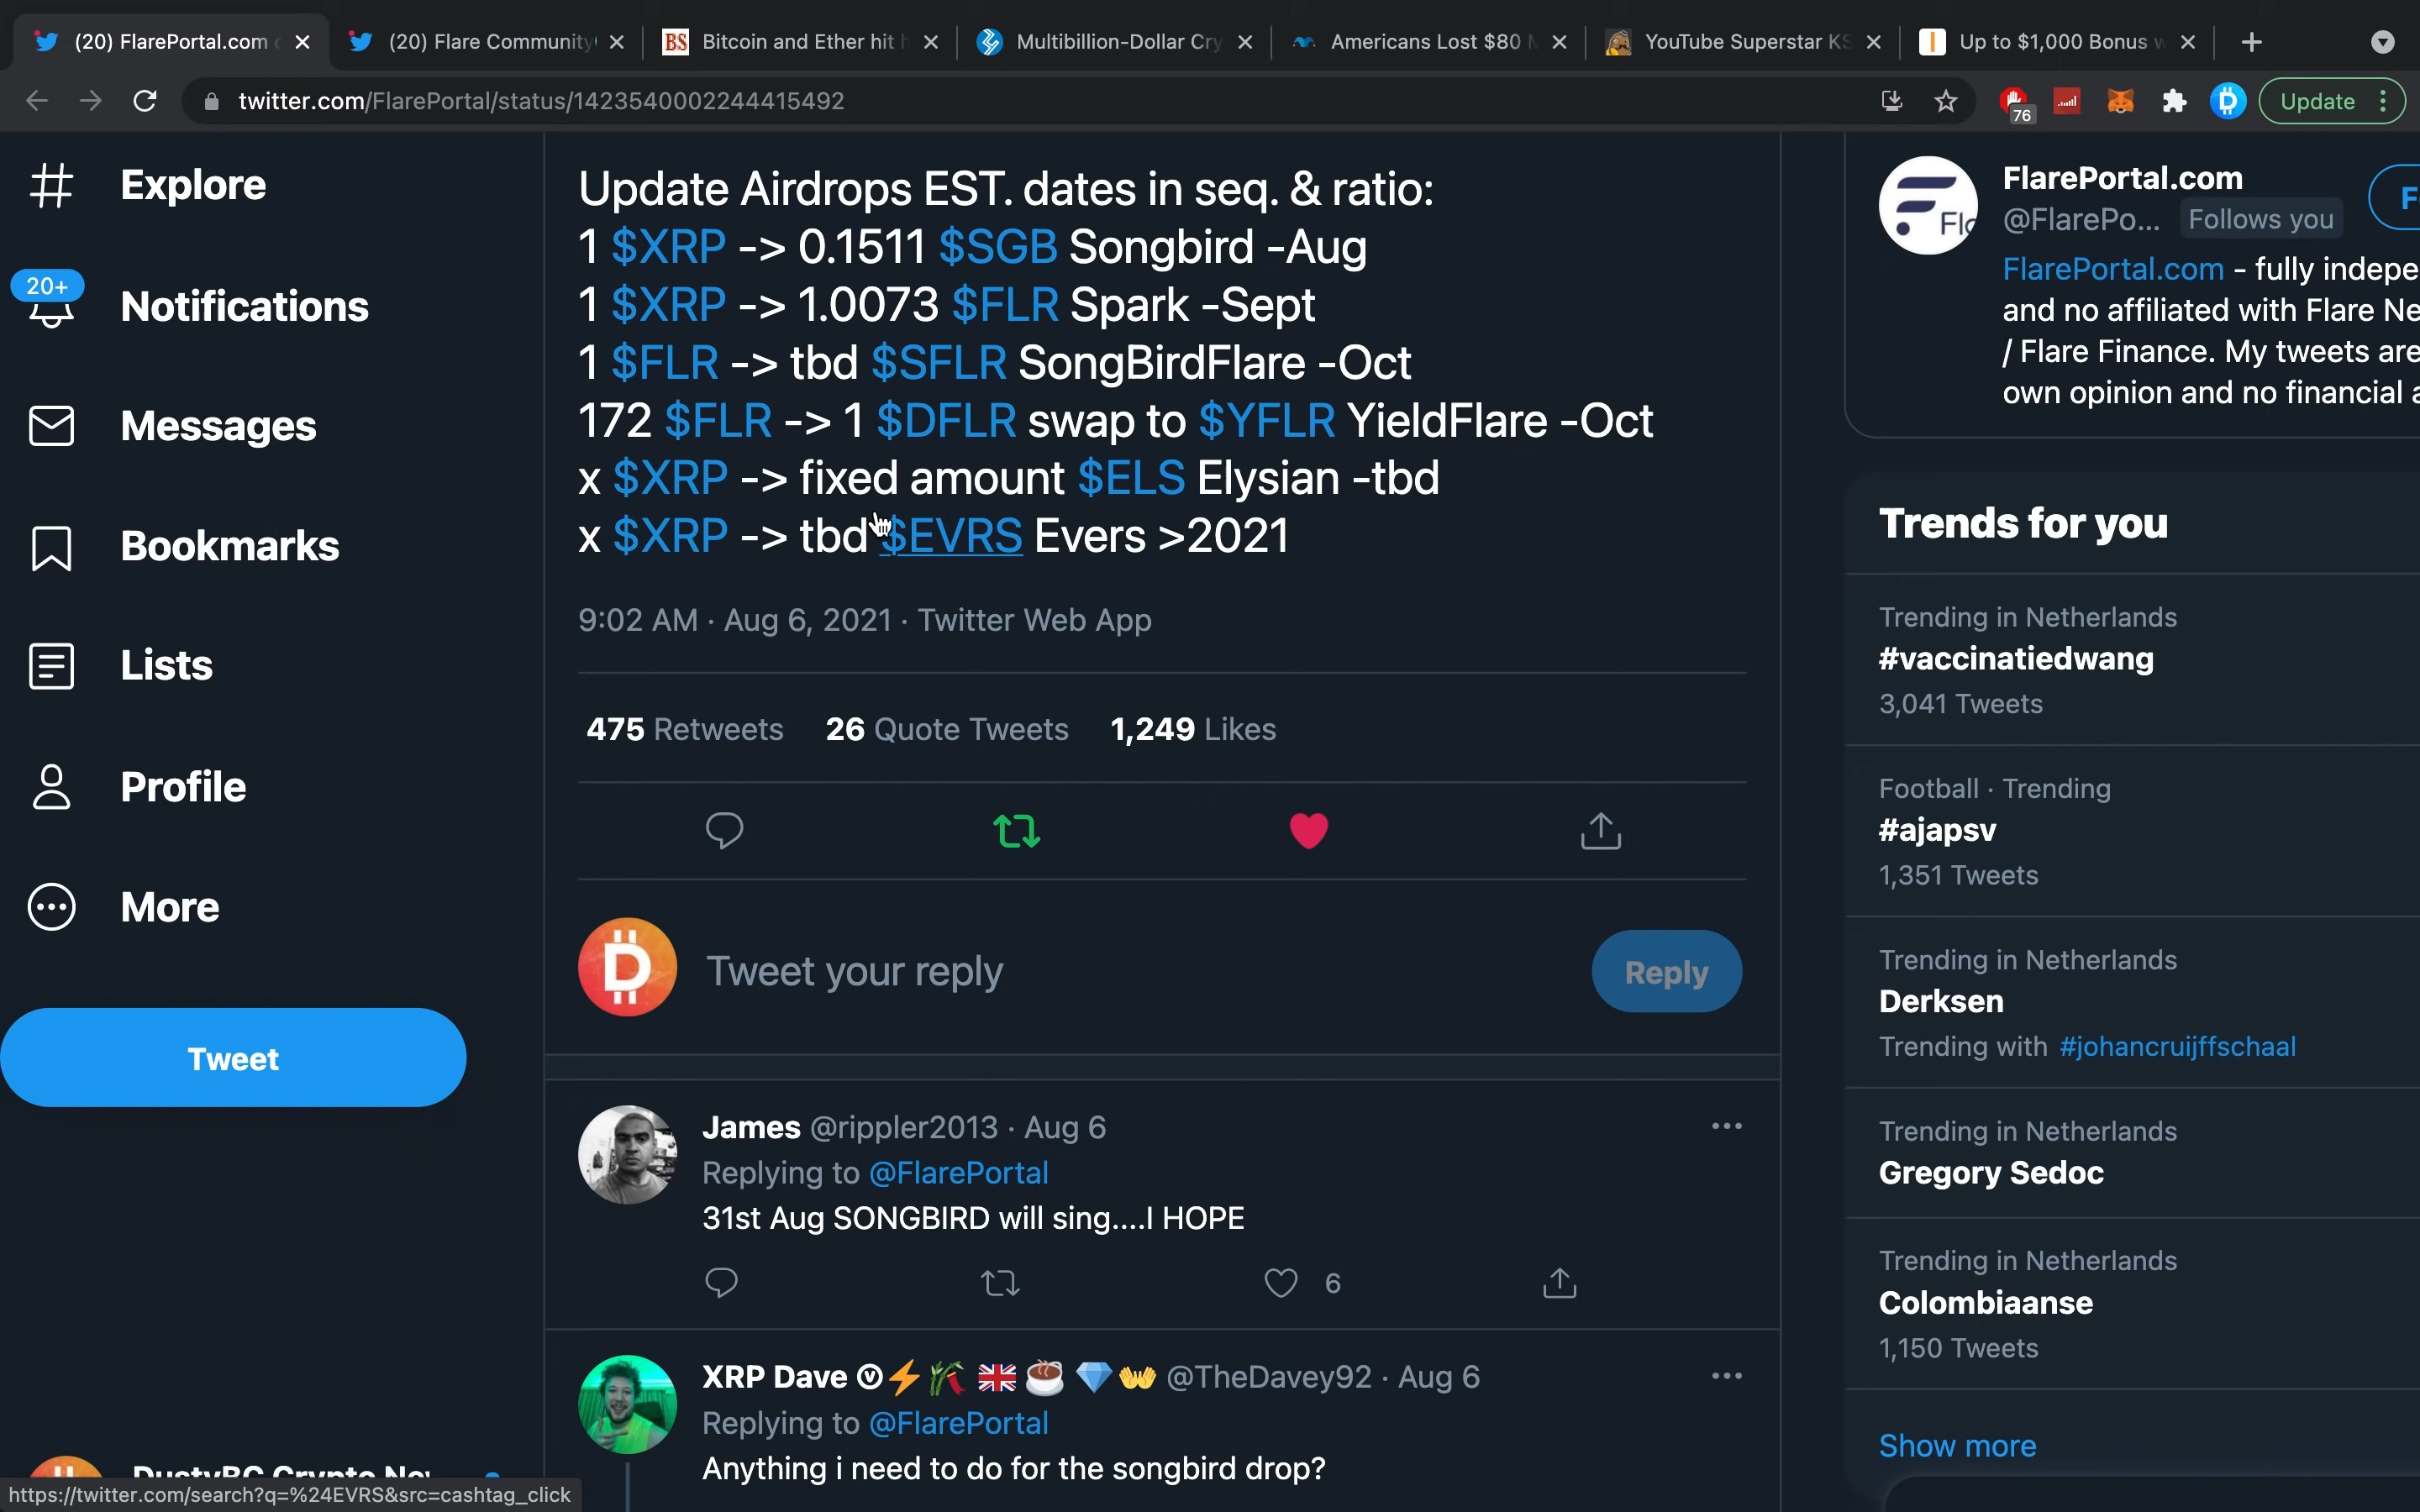 (20) FlarePortal.com
(20) Flare Community
BS Bitcoin and Ether hit
Multibillion-Dollar Cry
Americans Lost $80
YouTube Superstar KS
Up to $1,000 Bonus
twitter.com/FlarePortal/status/1423540002244415492
76
Update
Explore
20+
Notifications
Messages
Bookmarks
Lists
Profile
More
Tweet
Update Airdrops EST. dates in seq. & ratio:
1 $XRP -> 0.1511 $SGB Songbird -Aug
1 $XRP -> 1.0073 $FLR Spark -Sept
1 $FLR -> tbd $SFLR SongBirdFlare -Oct
172 $FLR -> 1 $DFLR swap to $YFLR YieldFlare -Oct
x $XRP -> fixed amount $ELS Elysian -tbd
x $XRP -> tbd $EVRS Evers >2021
9:02 AM · Aug 6, 2021 · Twitter Web App
475 Retweets 26 Quote Tweets 1,249 Likes
Tweet your reply
Reply
James @rippler2013 · Aug 6
Replying to @FlarePortal
31st Aug SONGBIRD will sing....I HOPE
6
XRP Dave @TheDavey92 · Aug 6
Replying to @FlarePortal
Anything i need to do for the songbird drop?
FlarePortal.com
@FlarePo... Follows you
FlarePortal.com - fully indepe
and no affiliated with Flare Ne
/ Flare Finance. My tweets are
own opinion and no financial a
Trends for you
Trending in Netherlands
#vaccinatiedwang
3,041 Tweets
Football · Trending
#ajapsv
1,351 Tweets
Trending in Netherlands
Derksen
Trending with #johancruijffschaal
Trending in Netherlands
Gregory Sedoc
Trending in Netherlands
Colombiaanse
1,150 Tweets
Show more
DustyBC Crypto
https://twitter.com/search?q=%24EVRS&src=cashtag_click